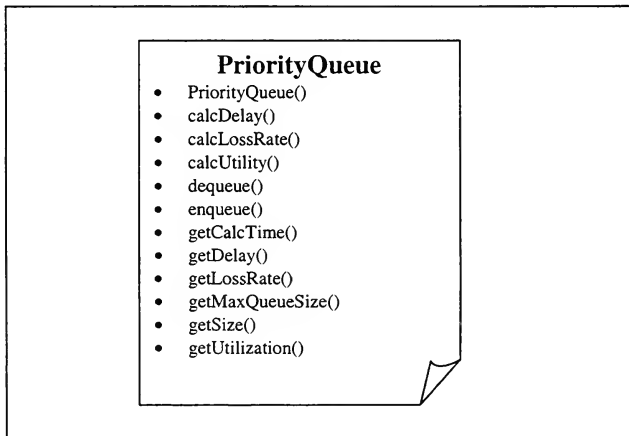 PriorityQueue
• PriorityQueue()
• calcDelay()
• calcLossRate()
• calcUtility()
• dequeue()
• enqueue()
• getCalcTime()
• getDelay()
• getLossRate()
• getMaxQueueSize()
• getSize()
• getUtilization()